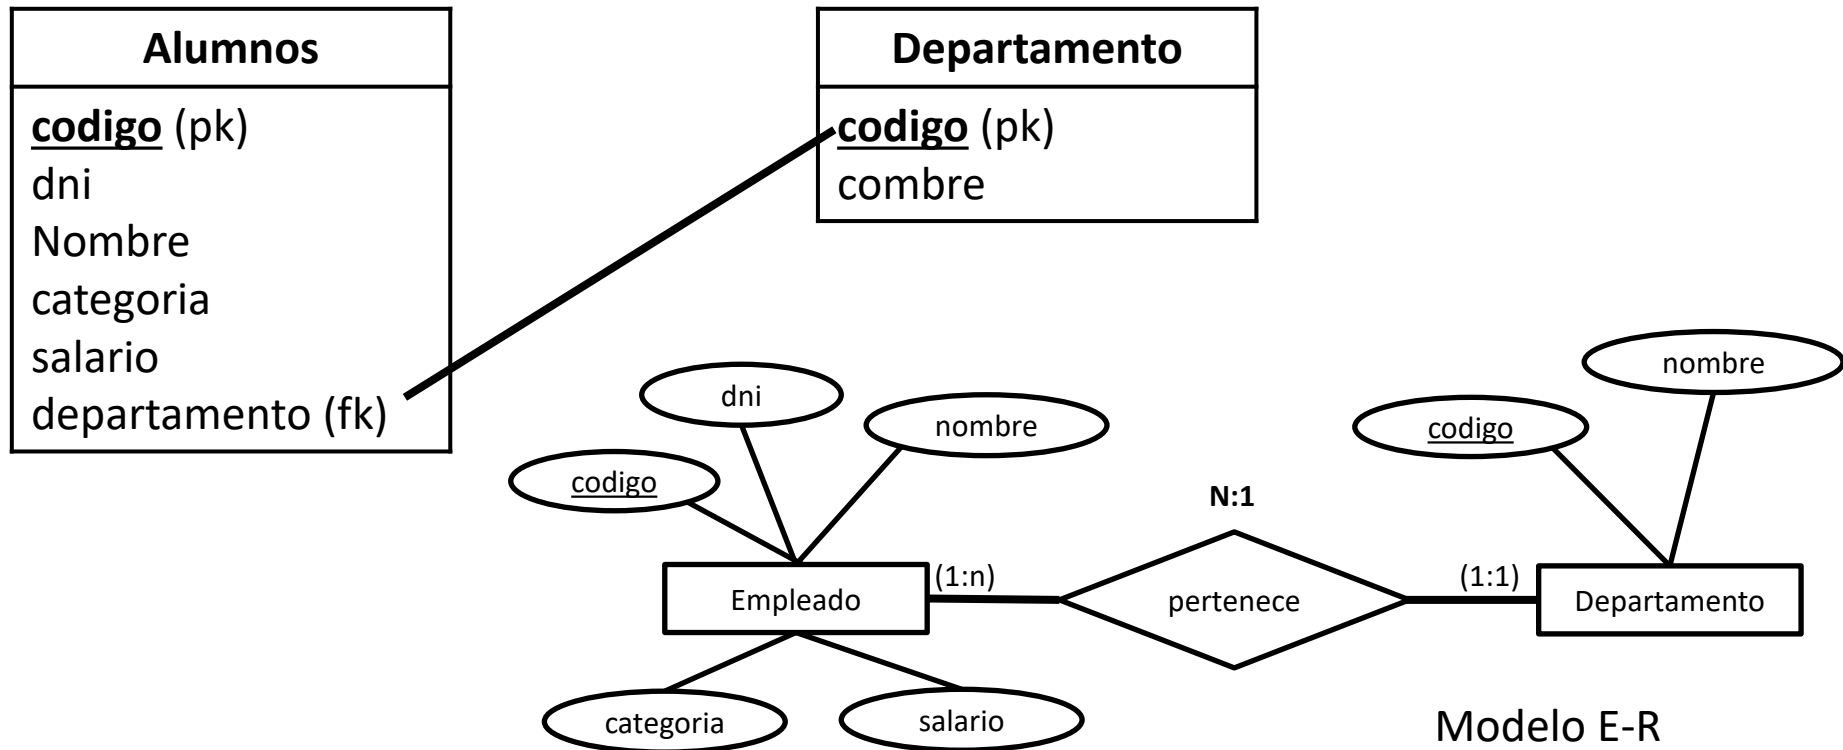 Alumnos
codigo (pk)
dni
Nombre
categoria
salario
departamento (fk)
Departamento
codigo (pk)
combre
dni
nombre
codigo
Empleado
categoria
salario
(1:n)
N:1
pertenece
(1:1)
nombre
codigo
Departamento
Modelo E-R